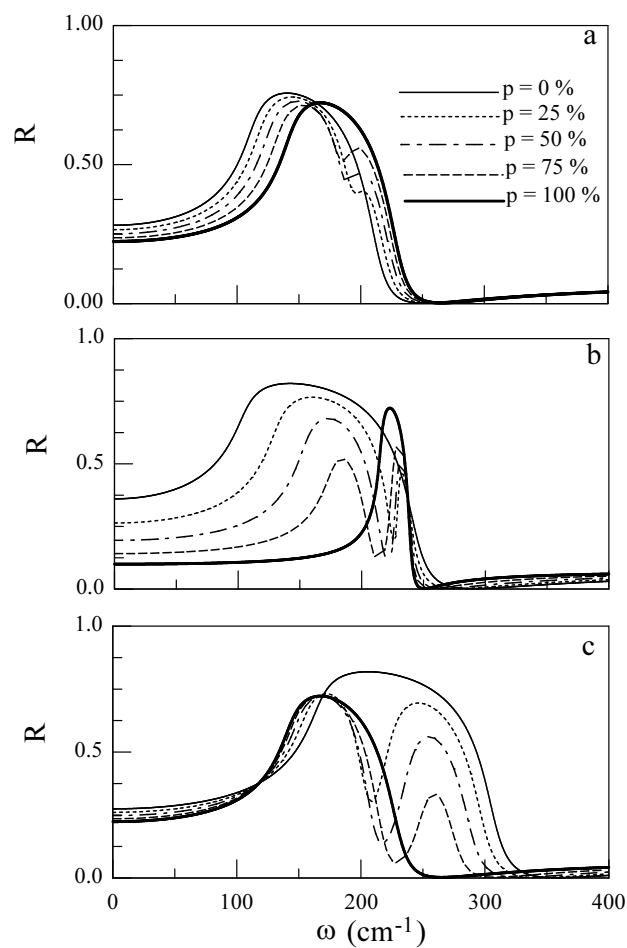 1.00
0.50
0.00
R
a
p = 0 %
p = 25 %
p = 50 %
p = 75 %
p = 100 %
1.0
0.5
0.0
R
b
1.0
0.5
0.0
R
c
0 100 200 300 400
ω (cm⁻¹)